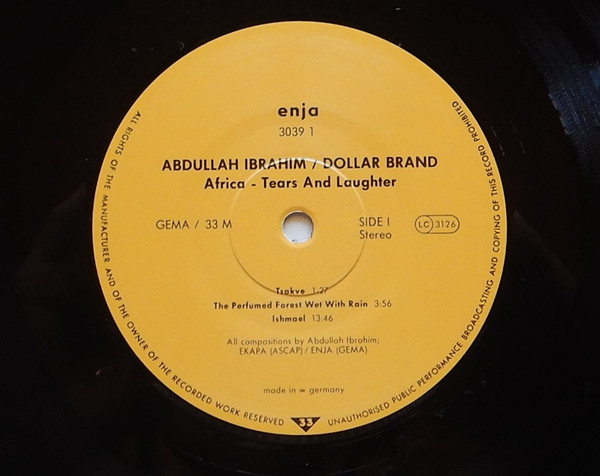 enja
3039 1
ABDULLAH IBRAHIM / DOLLAR BRAND
Africa - Tears And Laughter
GEMA / 33 M
SIDE I
Stereo
LC 3126
Tsakve 1:27
The Perfumed Forest Wet With Rain 3:56
Ishmael 13:46
All compositions by Abdullah Ibrahim;
EKAPA (ASCAP) / ENJA (GEMA)
made in w germany
ALL RIGHTS OF THE MANUFACTURER AND OF THE OWNER OF THE RECORDED WORK RESERVED
33
UNAUTHORISED PUBLIC PERFORMANCE BROADCASTING AND COPYING OF THIS RECORD PROHIBITED